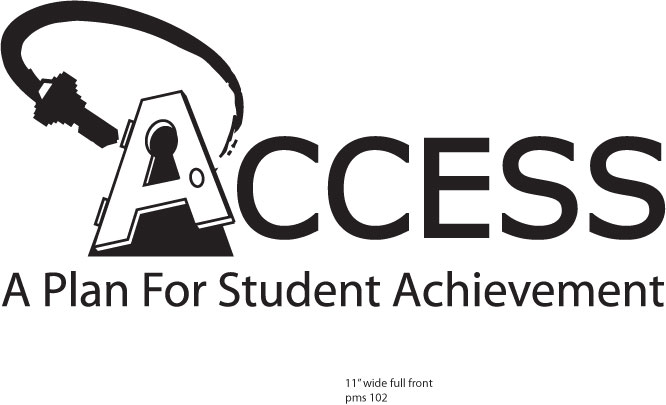 ACCESS
A Plan For Student Achievement
11” wide full front
pms 102